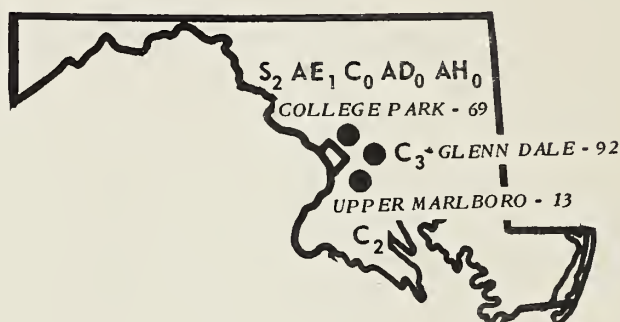 S₂ AE₁ C₀ AD₀ AH₀
COLLEGE PARK - 69
C₃ - GLENN DALE - 92
UPPER MARLBORO - 13
C₂